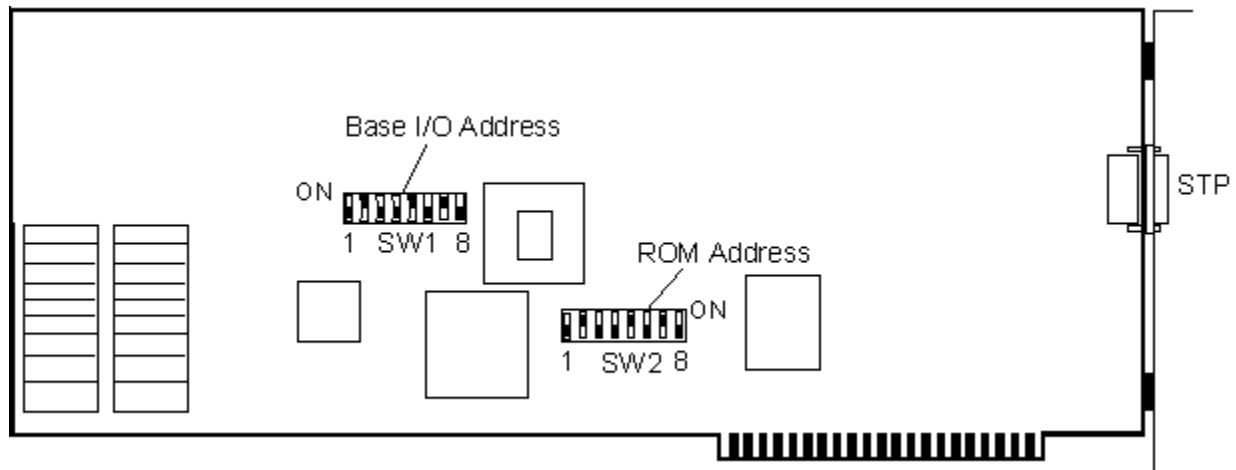 Base I/O Address
ON
1 SW1 8
STP
ROM Address
ON
1 SW2 8